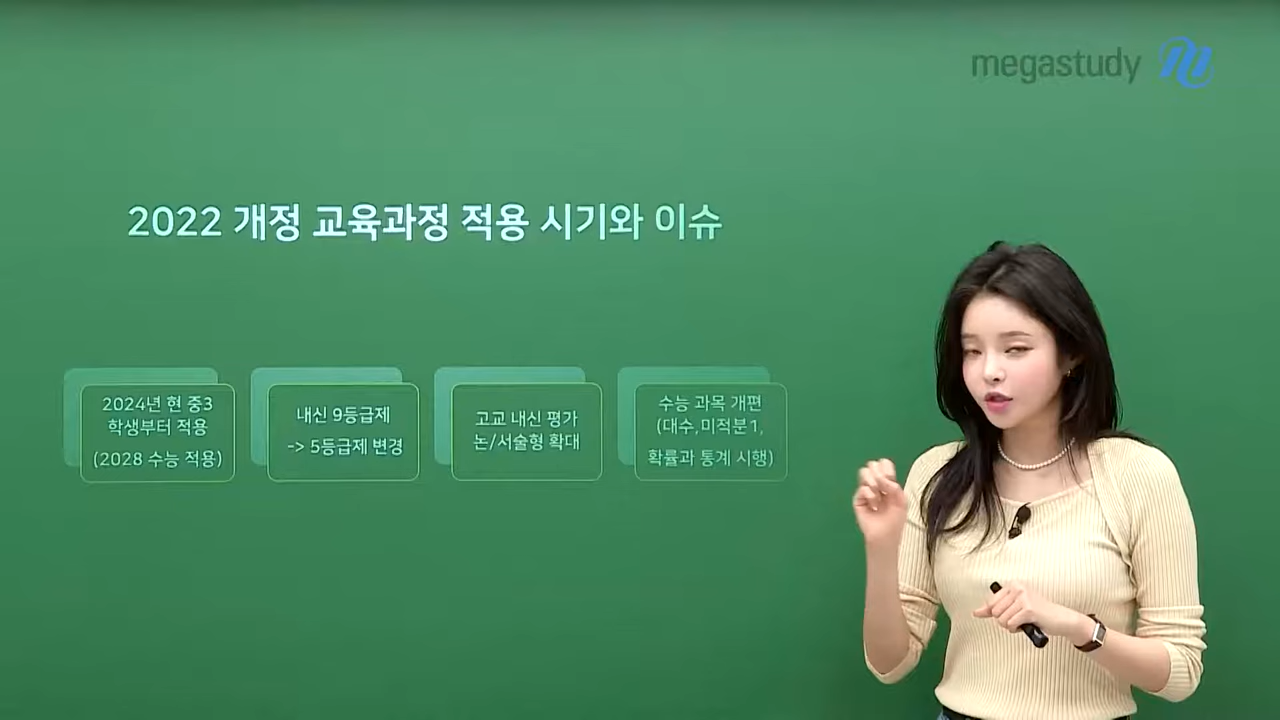 megastudy
2022 개정 교육과정 적용 시기와 이슈
2024년 현 중3
학생부터 적용
(2028 수능 적용)
내신 9등급제
-> 5등급제 변경
고교 내신 평가
논/서술형 확대
수능 과목 개편
(대수,미적분1,
확률과 통계 시행)